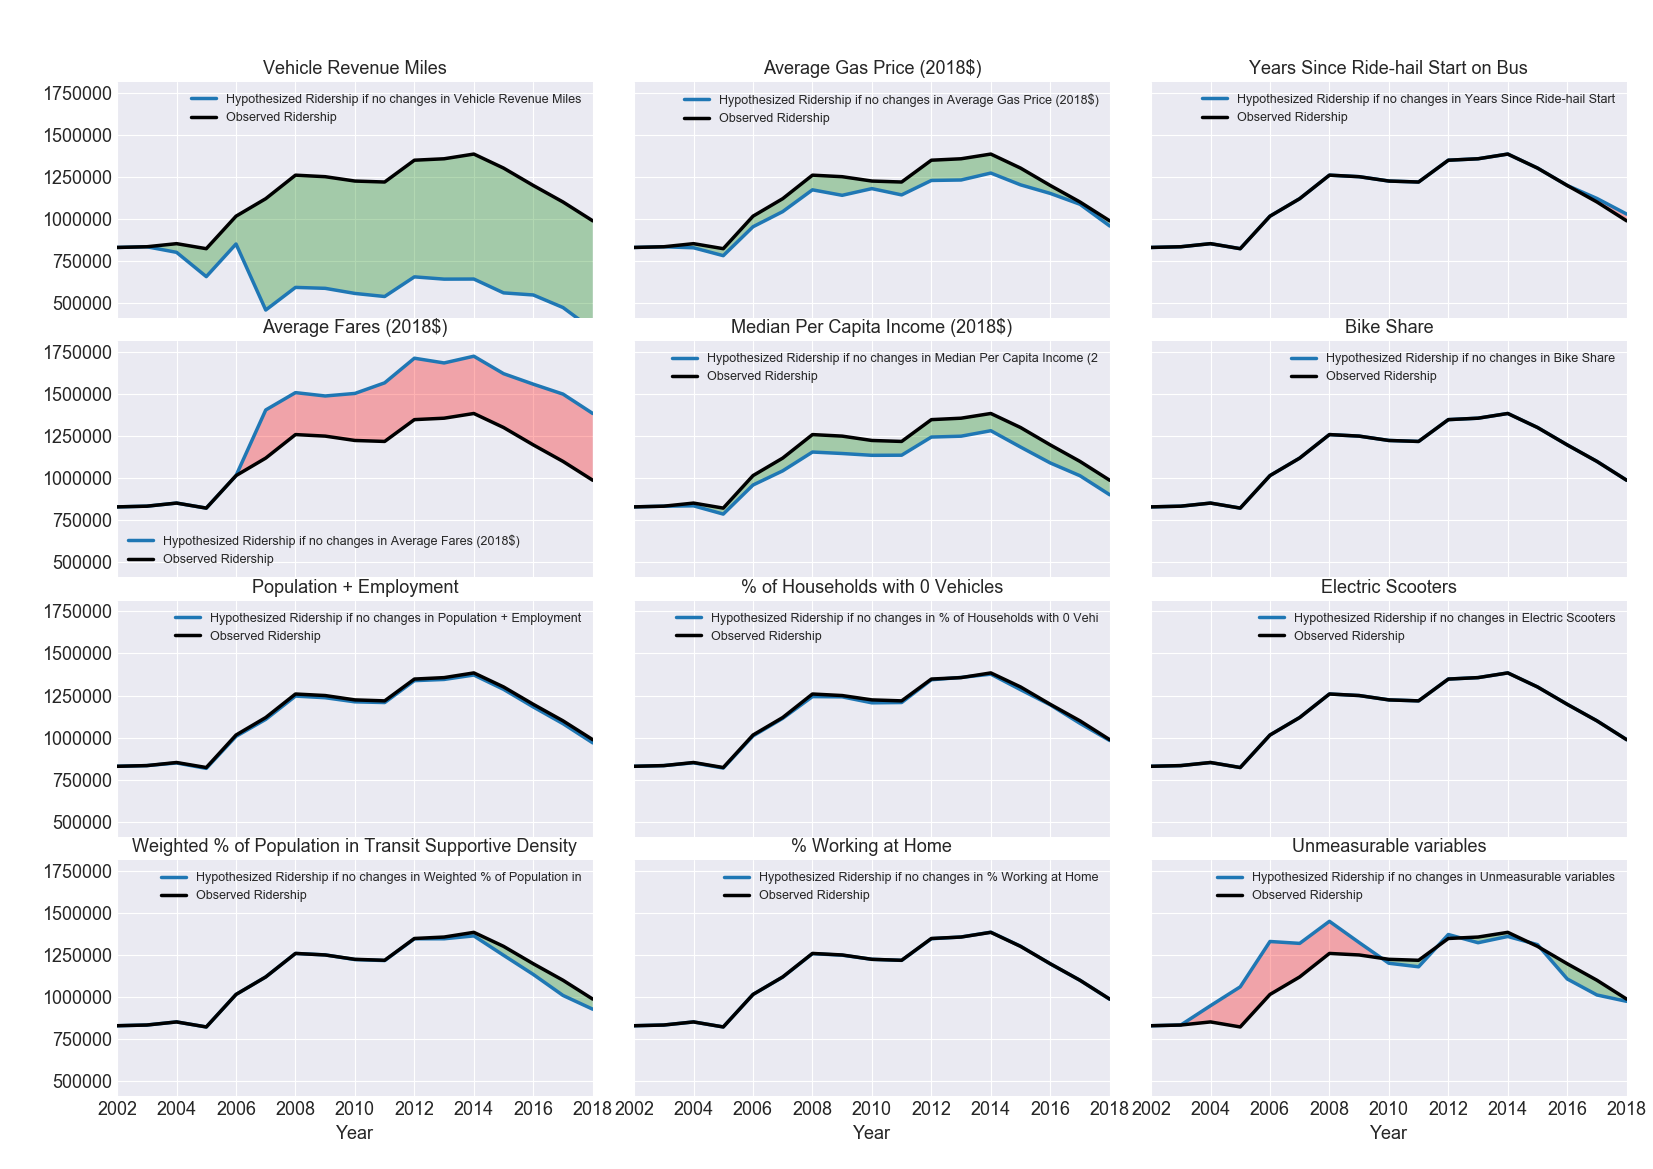 Vehicle Revenue Miles
1750000
1500000
1250000
1000000
750000
500000
Hypothesized Ridership if no changes in Vehicle Revenue Miles
Observed Ridership
Average Gas Price (2018$)
Hypothesized Ridership if no changes in Average Gas Price (2018$)
Observed Ridership
Years Since Ride-hail Start on Bus
Hypothesized Ridership if no changes in Years Since Ride-hail Start
Observed Ridership
Average Fares (2018$)
1750000
1500000
1250000
1000000
750000
500000
Hypothesized Ridership if no changes in Average Fares (2018$)
Observed Ridership
Median Per Capita Income (2018$)
Hypothesized Ridership if no changes in Median Per Capita Income (2
Observed Ridership
Bike Share
Hypothesized Ridership if no changes in Bike Share
Observed Ridership
Population + Employment
1750000
1500000
1250000
1000000
750000
500000
Hypothesized Ridership if no changes in Population + Employment
Observed Ridership
% of Households with 0 Vehicles
Hypothesized Ridership if no changes in % of Households with 0 Vehi
Observed Ridership
Electric Scooters
Hypothesized Ridership if no changes in Electric Scooters
Observed Ridership
Weighted % of Population in Transit Supportive Density
1750000
1500000
1250000
1000000
750000
500000
Hypothesized Ridership if no changes in Weighted % of Population in
Observed Ridership
2002 2004 2006 2008 2010 2012 2014 2016 2018
Year
% Working at Home
Hypothesized Ridership if no changes in % Working at Home
Observed Ridership
2002 2004 2006 2008 2010 2012 2014 2016 2018
Year
Unmeasurable variables
Hypothesized Ridership if no changes in Unmeasurable variables
Observed Ridership
2002 2004 2006 2008 2010 2012 2014 2016 2018
Year